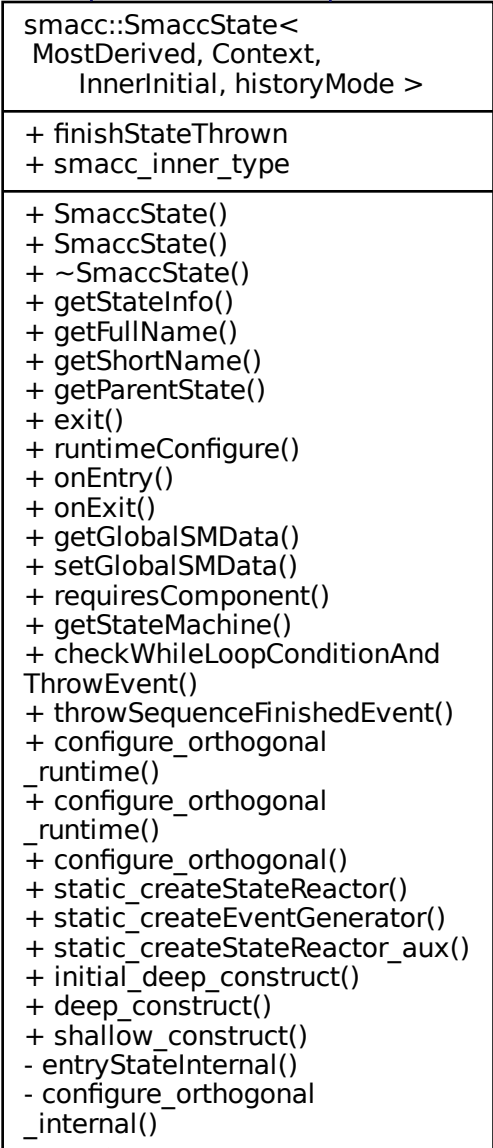 smacc::SmaccState<
MostDerived, Context,
InnerInitial, historyMode >
+ finishStateThrown
+ smacc_inner_type
+ SmaccState()
+ SmaccState()
+ ~SmaccState()
+ getStateInfo()
+ getFullName()
+ getShortName()
+ getParentState()
+ exit()
+ runtimeConfigure()
+ onEntry()
+ onExit()
+ getGlobalSMData()
+ setGlobalSMData()
+ requiresComponent()
+ getStateMachine()
+ checkWhileLoopConditionAnd
ThrowEvent()
+ throwSequenceFinishedEvent()
+ configure_orthogonal
_runtime()
+ configure_orthogonal
_runtime()
+ configure_orthogonal()
+ static_createStateReactor()
+ static_createEventGenerator()
+ static_createStateReactor_aux()
+ initial_deep_construct()
+ deep_construct()
+ shallow_construct()
- entryStateInternal()
- configure_orthogonal
_internal()